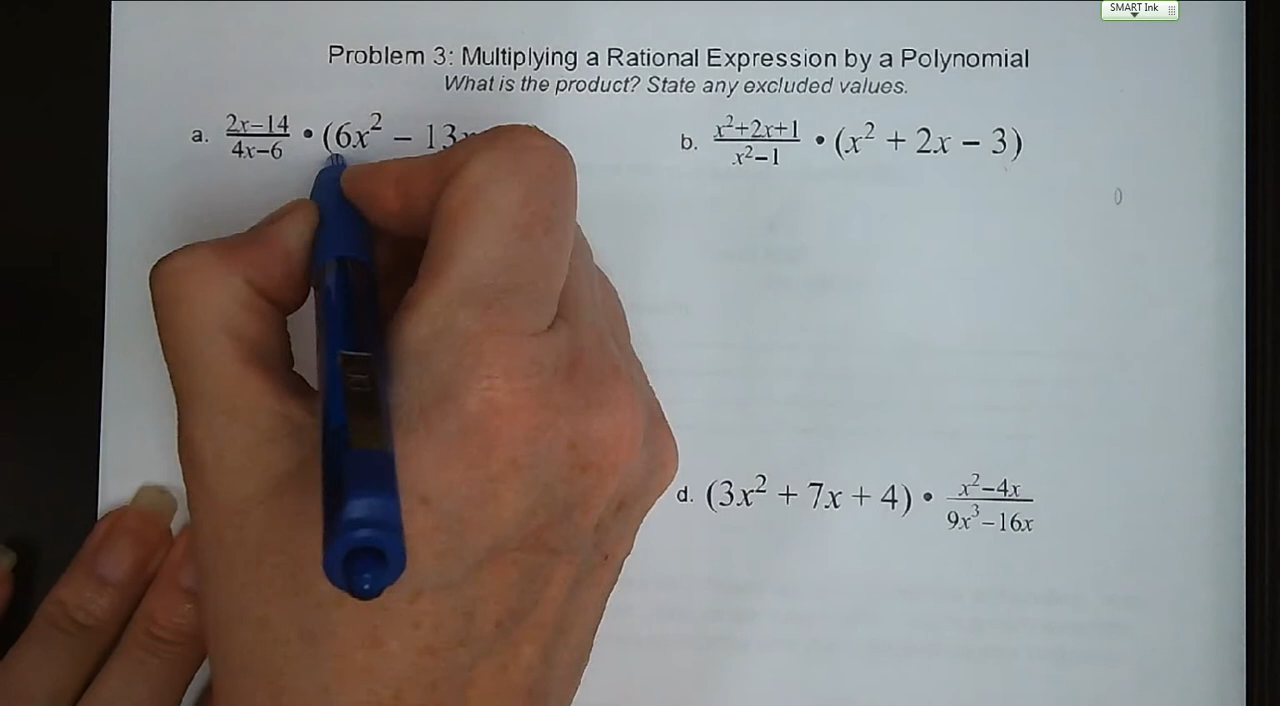 SMART Ink
Problem 3: Multiplying a Rational Expression by a Polynomial
What is the product? State any excluded values.
a. (2x−14)/(4x−6) • (6x² − 13x
b. (x²+2x+1)/(x²−1) • (x² + 2x − 3)
d. (3x² + 7x + 4) • (x²−4x)/(9x³−16x)